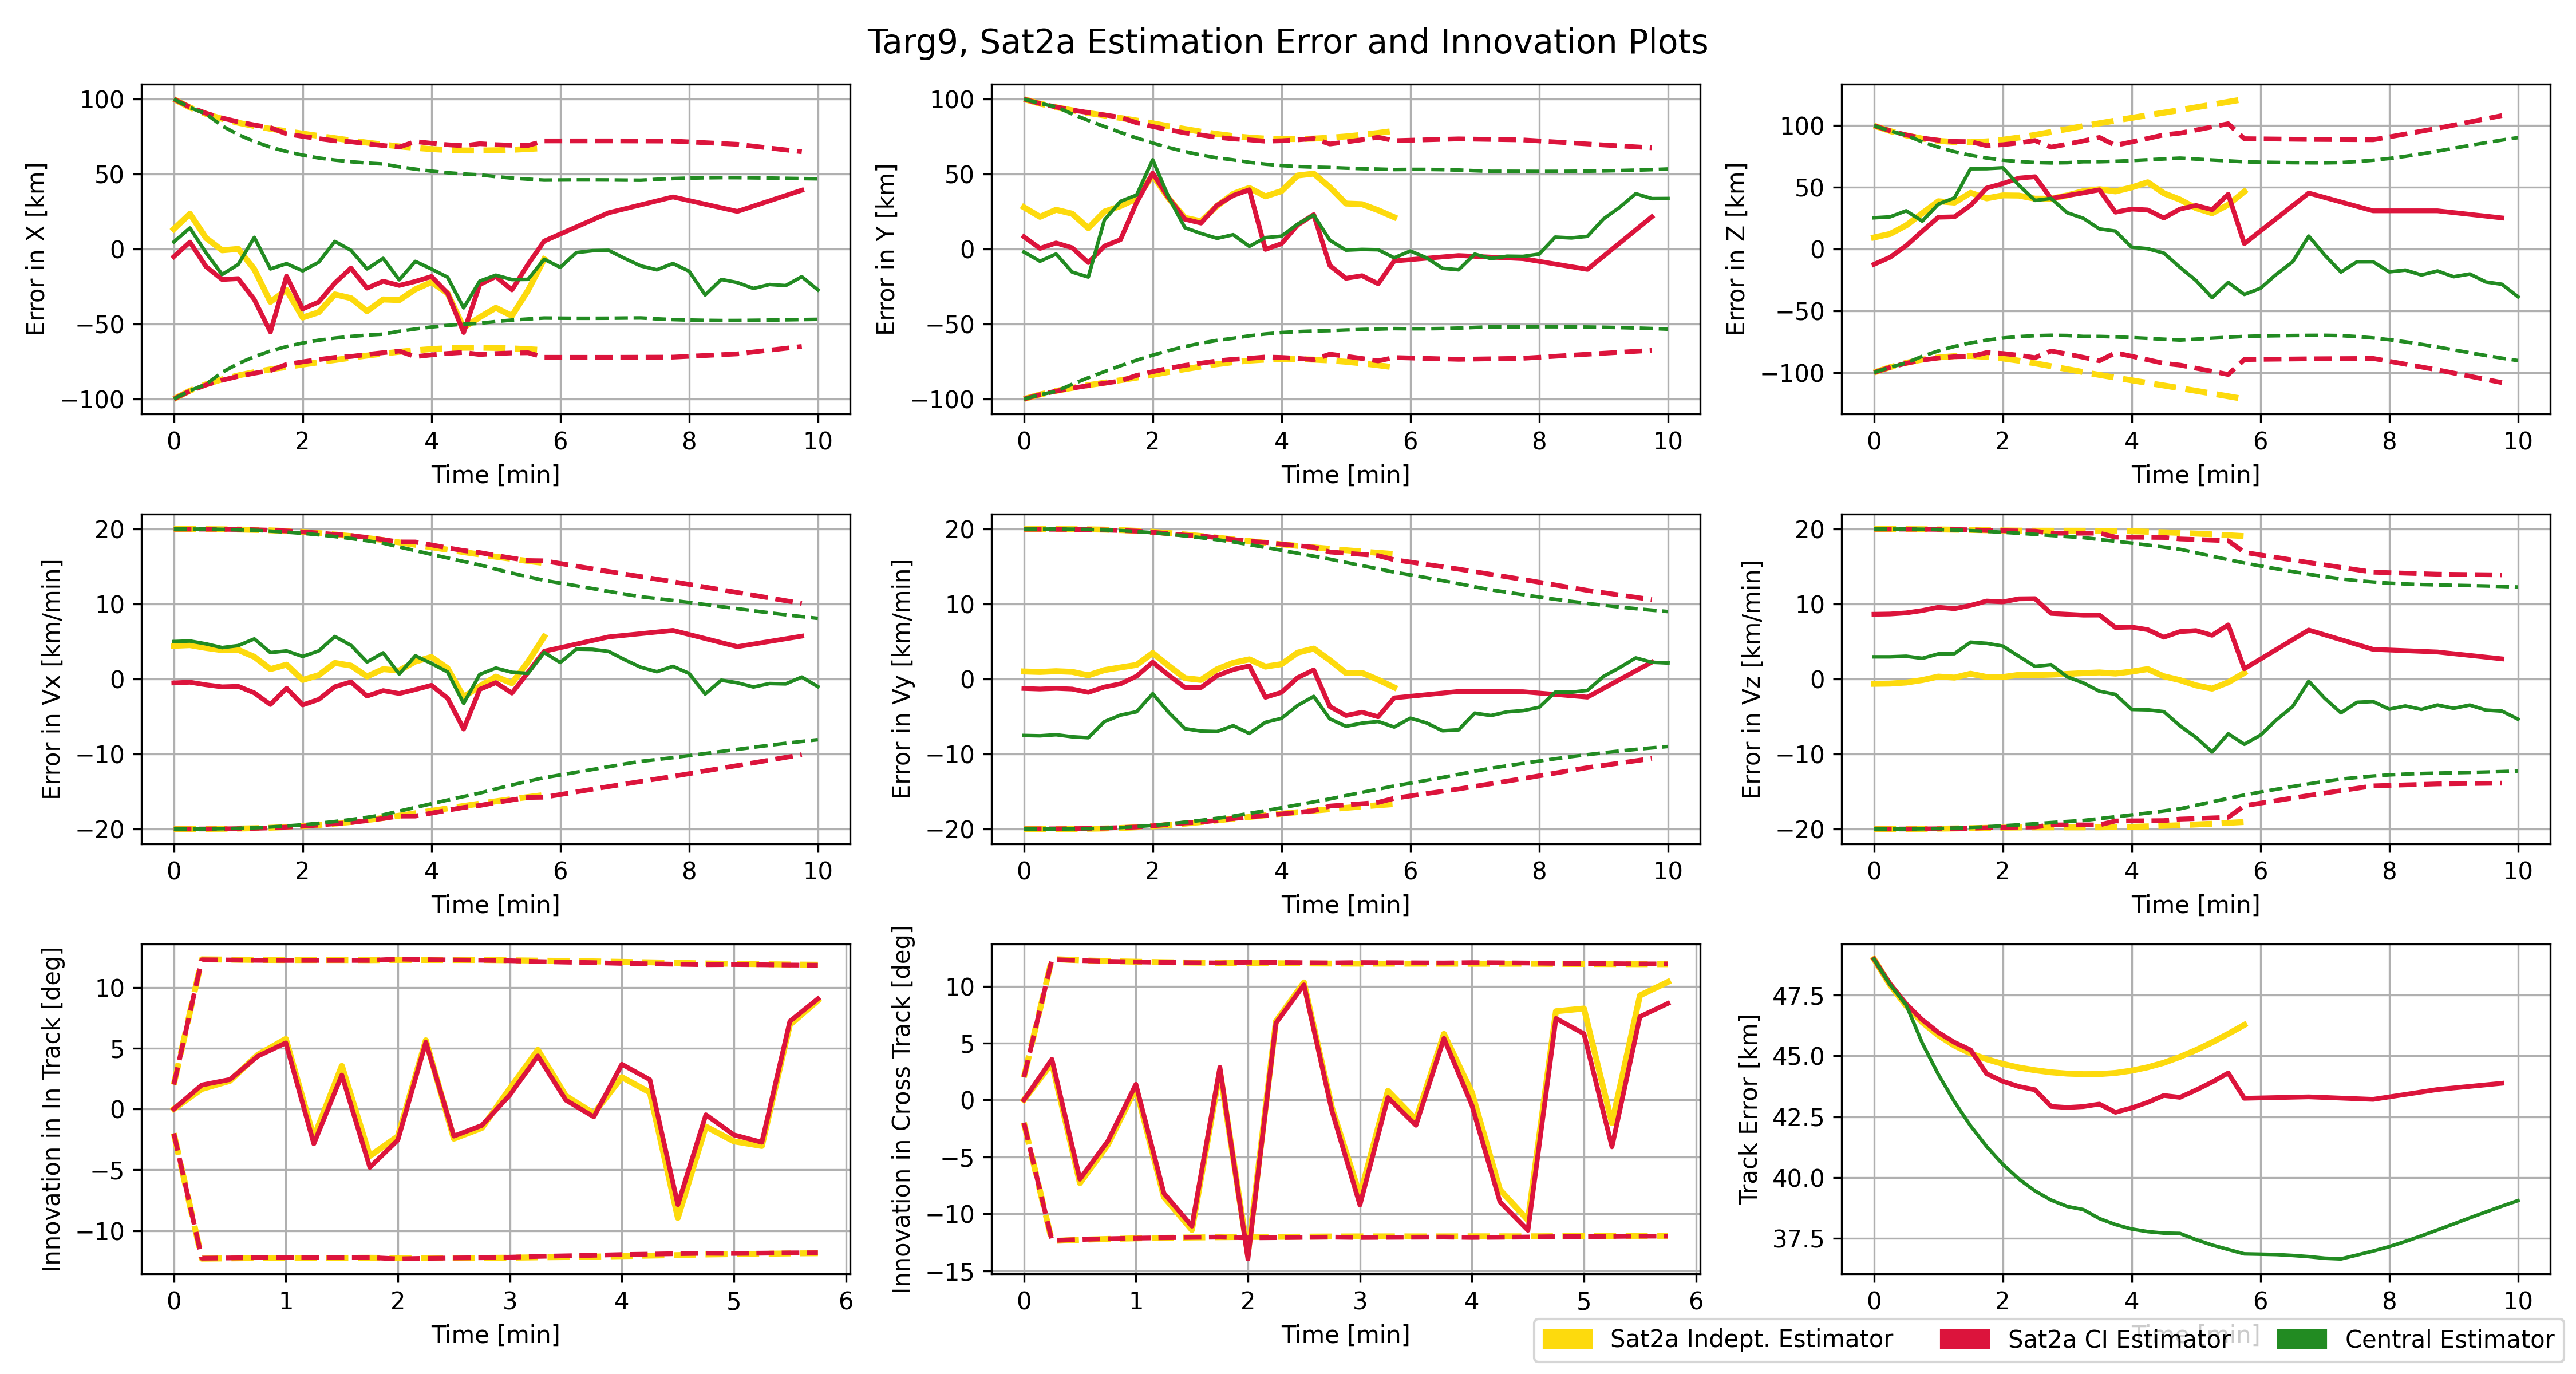 Targ9, Sat2a Estimation Error and Innovation Plots
Error in X [km]
100
50
0
−50
−100
0 2 4 6 8 10
Time [min]
Error in Y [km]
100
50
0
−50
−100
0 2 4 6 8 10
Time [min]
Error in Z [km]
100
50
0
−50
−100
0 2 4 6 8 10
Time [min]
Error in Vx [km/min]
20
10
0
−10
−20
0 2 4 6 8 10
Time [min]
Error in Vy [km/min]
20
10
0
−10
−20
0 2 4 6 8 10
Time [min]
Error in Vz [km/min]
20
10
0
−10
−20
0 2 4 6 8 10
Time [min]
Innovation in In Track [deg]
10
5
0
−5
−10
0 1 2 3 4 5 6
Time [min]
Innovation in Cross Track [deg]
10
5
0
−5
−10
−15
0 1 2 3 4 5 6
Time [min]
Track Error [km]
47.5
45.0
42.5
40.0
37.5
0 2 4 6 8 10
Time [min]
Sat2a Indept. Estimator Sat2a CI Estimator Central Estimator